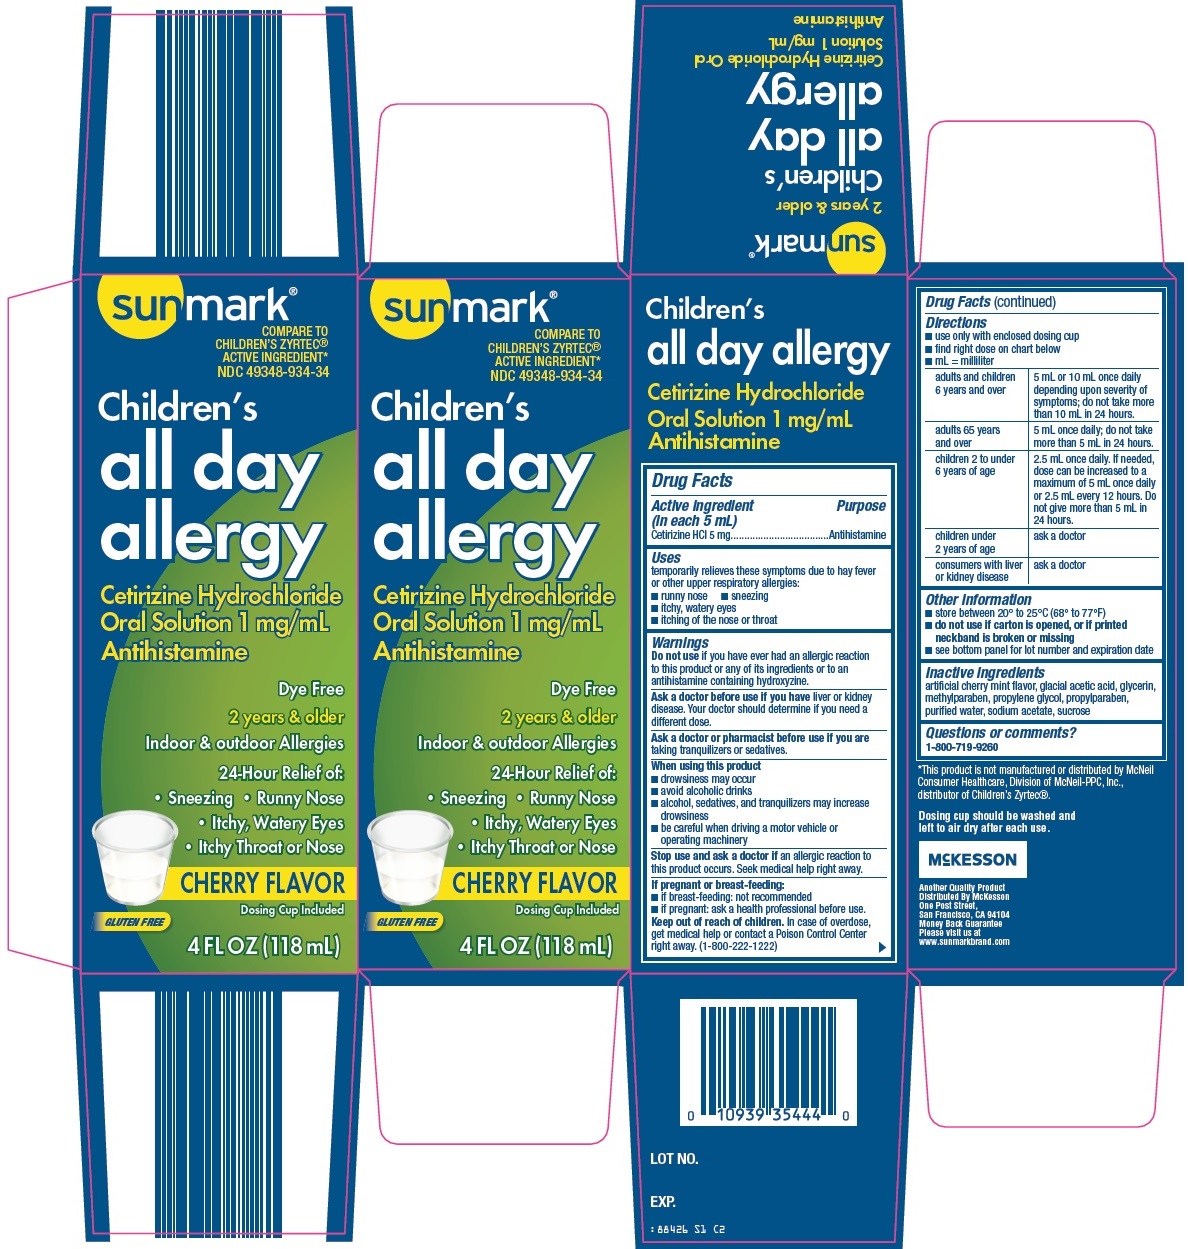 Antihistamine
Solution 1 mg/mL
Cetirizine Hydrochloride Oral
allergy
all day
Children's
2 years & older
sunmark®
sunmark®
COMPARE TO
CHILDREN'S ZYRTEC®
ACTIVE INGREDIENT*
NDC 49348-934-34
Children's
all day
allergy
Cetirizine Hydrochloride
Oral Solution 1 mg/mL
Antihistamine
Dye Free
2 years & older
Indoor & outdoor Allergies
24-Hour Relief of:
• Sneezing • Runny Nose
• Itchy, Watery Eyes
• Itchy Throat or Nose
CHERRY FLAVOR
Dosing Cup Included
GLUTEN FREE
4 FL OZ (118 mL)
sunmark®
COMPARE TO
CHILDREN'S ZYRTEC®
ACTIVE INGREDIENT*
NDC 49348-934-34
Children's
all day
allergy
Cetirizine Hydrochloride
Oral Solution 1 mg/mL
Antihistamine
Dye Free
2 years & older
Indoor & outdoor Allergies
24-Hour Relief of:
• Sneezing • Runny Nose
• Itchy, Watery Eyes
• Itchy Throat or Nose
CHERRY FLAVOR
Dosing Cup Included
GLUTEN FREE
4 FL OZ (118 mL)
Children's
all day allergy
Cetirizine Hydrochloride
Oral Solution 1 mg/mL
Antihistamine
Drug Facts
Active ingredient Purpose
(in each 5 mL)
Cetirizine HCl 5 mg....................................Antihistamine
Uses
temporarily relieves these symptoms due to hay fever
or other upper respiratory allergies:
■ runny nose ■ sneezing
■ itchy, watery eyes
■ itching of the nose or throat
Warnings
Do not use if you have ever had an allergic reaction
to this product or any of its ingredients or to an
antihistamine containing hydroxyzine.
Ask a doctor before use if you have liver or kidney
disease. Your doctor should determine if you need a
different dose.
Ask a doctor or pharmacist before use if you are
taking tranquilizers or sedatives.
When using this product
■ drowsiness may occur
■ avoid alcoholic drinks
■ alcohol, sedatives, and tranquilizers may increase
drowsiness
■ be careful when driving a motor vehicle or
operating machinery
Stop use and ask a doctor if an allergic reaction to
this product occurs. Seek medical help right away.
If pregnant or breast-feeding:
■ if breast-feeding: not recommended
■ if pregnant: ask a health professional before use.
Keep out of reach of children. In case of overdose,
get medical help or contact a Poison Control Center
right away. (1-800-222-1222)
Drug Facts (continued)
Directions
■ use only with enclosed dosing cup
■ find right dose on chart below
■ mL = milliliter
adults and children 5 mL or 10 mL once daily
6 years and over depending upon severity of
symptoms; do not take more
than 10 mL in 24 hours.
adults 65 years 5 mL once daily; do not take
and over more than 5 mL in 24 hours.
children 2 to under 2.5 mL once daily. If needed,
6 years of age dose can be increased to a
maximum of 5 mL once daily
or 2.5 mL every 12 hours. Do
not give more than 5 mL in
24 hours.
children under ask a doctor
2 years of age
consumers with liver ask a doctor
or kidney disease
Other information
■ store between 20° to 25°C (68° to 77°F)
■ do not use if carton is opened, or if printed
neckband is broken or missing
■ see bottom panel for lot number and expiration date
Inactive ingredients
artificial cherry mint flavor, glacial acetic acid, glycerin,
methylparaben, propylene glycol, propylparaben,
purified water, sodium acetate, sucrose
Questions or comments?
1-800-719-9260
*This product is not manufactured or distributed by McNeil
Consumer Healthcare, Division of McNeil-PPC, Inc.,
distributor of Children's Zyrtec®.
Dosing cup should be washed and
left to air dry after each use.
MCKESSON
Another Quality Product
Distributed By McKesson
One Post Street,
San Francisco, CA 94104
Money Back Guarantee
Please visit us at
www.sunmarkbrand.com
0 10939 35444 0
LOT NO.
EXP.
: 88426 S1 C2